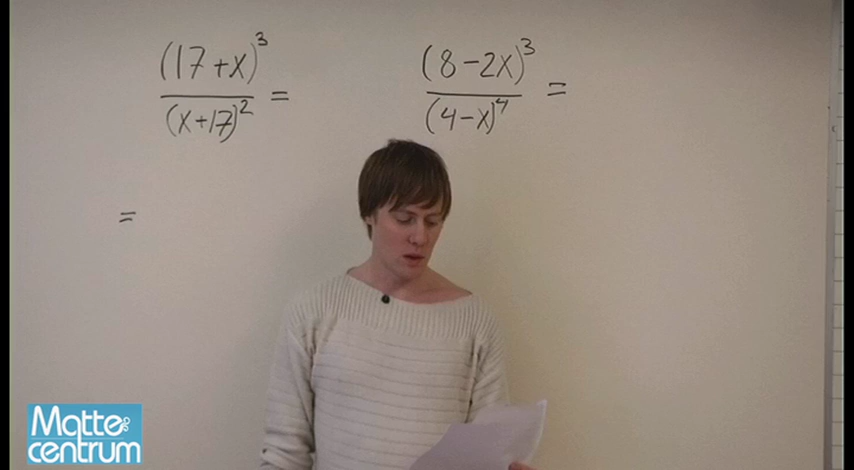 (17+x)³
(x+17)² =
=
(8-2x)³
(4-x)⁴ =
Matte
centrum